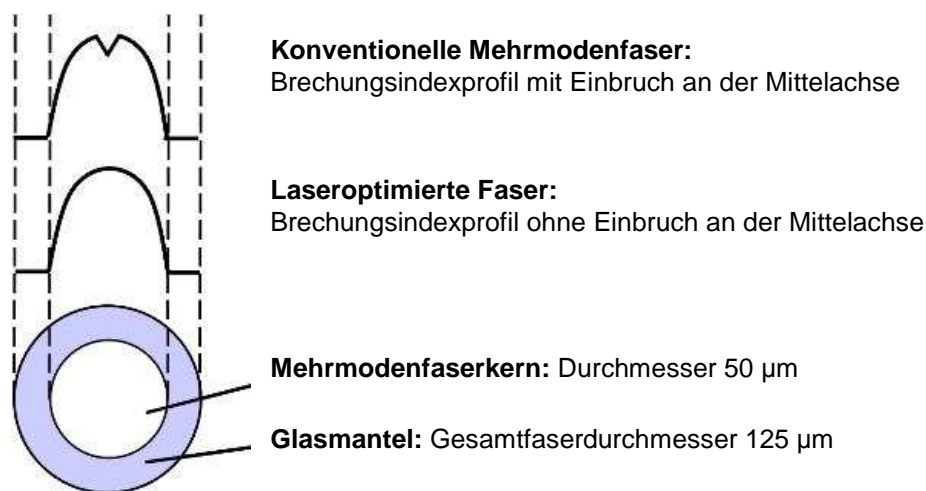 Konventionelle Mehrmodenfaser:
Brechungsindexprofil mit Einbruch an der Mittelachse
Laseroptimierte Faser:
Brechungsindexprofil ohne Einbruch an der Mittelachse
Mehrmodenfaserkern: Durchmesser 50 µm
Glasmantel: Gesamtfaserdurchmesser 125 µm